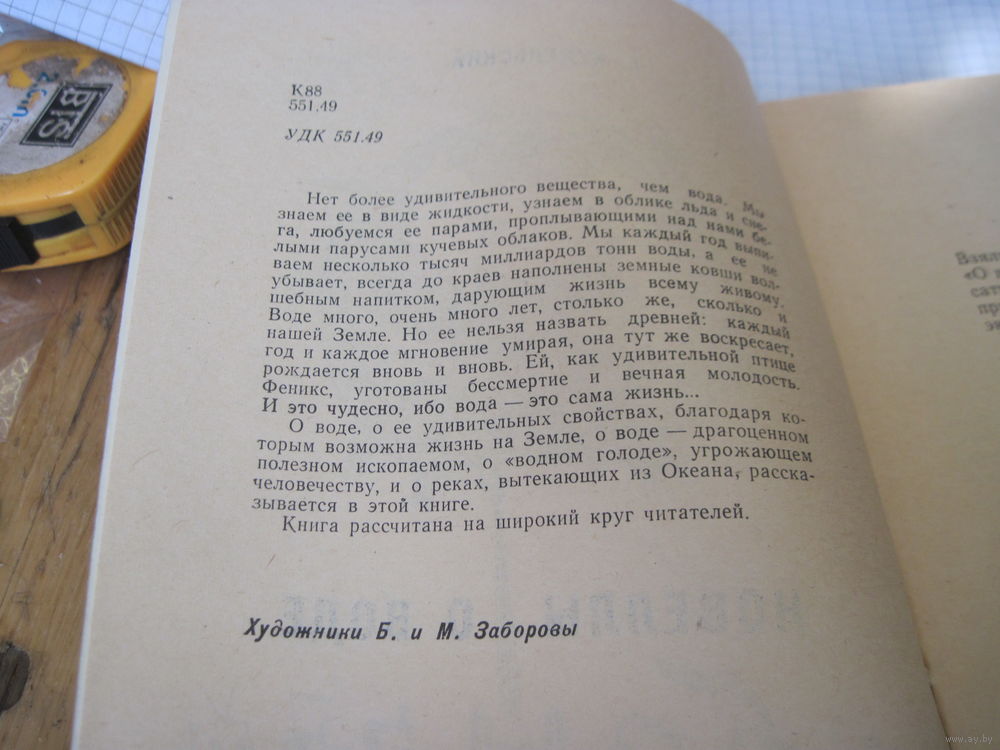 К88
551.49
УДК 551.49
Нет более удивительного вещества, чем вода. Мы
знаем ее в виде жидкости, узнаем в облике льда и сне-
га, любуемся ее парами, проплывающими над нами бе-
лыми парусами кучевых облаков. Мы каждый год выпи-
ваем несколько тысяч миллиардов тонн воды, а ее не
убывает, всегда до краев наполнены земные ковши вол-
шебным напитком, дарующим жизнь всему живому.
Воде много, очень много лет, столько же, сколько и
нашей Земле. Но ее нельзя назвать древней: каждый
год и каждое мгновение умирая, она тут же воскресает,
рождается вновь и вновь. Ей, как удивительной птице
Феникс, уготованы бессмертие и вечная молодость.
И это чудесно, ибо вода — это сама жизнь...
О воде, о ее удивительных свойствах, благодаря ко-
торым возможна жизнь на Земле, о воде — драгоценном
полезном ископаемом, о «водном голоде», угрожающем
человечеству, и о реках, вытекающих из Океана, расска-
зывается в этой книге.
Книга рассчитана на широкий круг читателей.
Художники Б. и М. Заборовы
BTS
2,6m
«О
www.ay.by